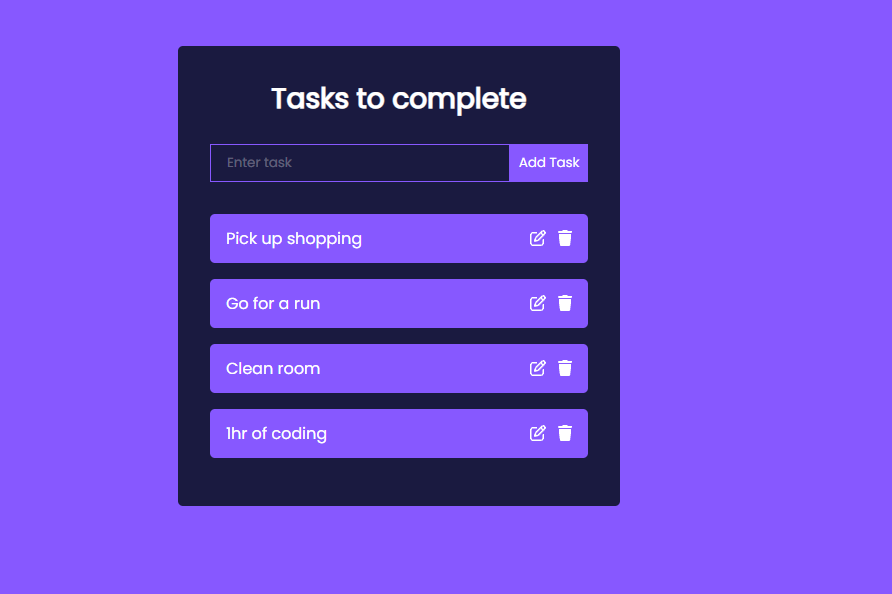 Tasks to complete
Enter task
Add Task
Pick up shopping
Go for a run
Clean room
1hr of coding